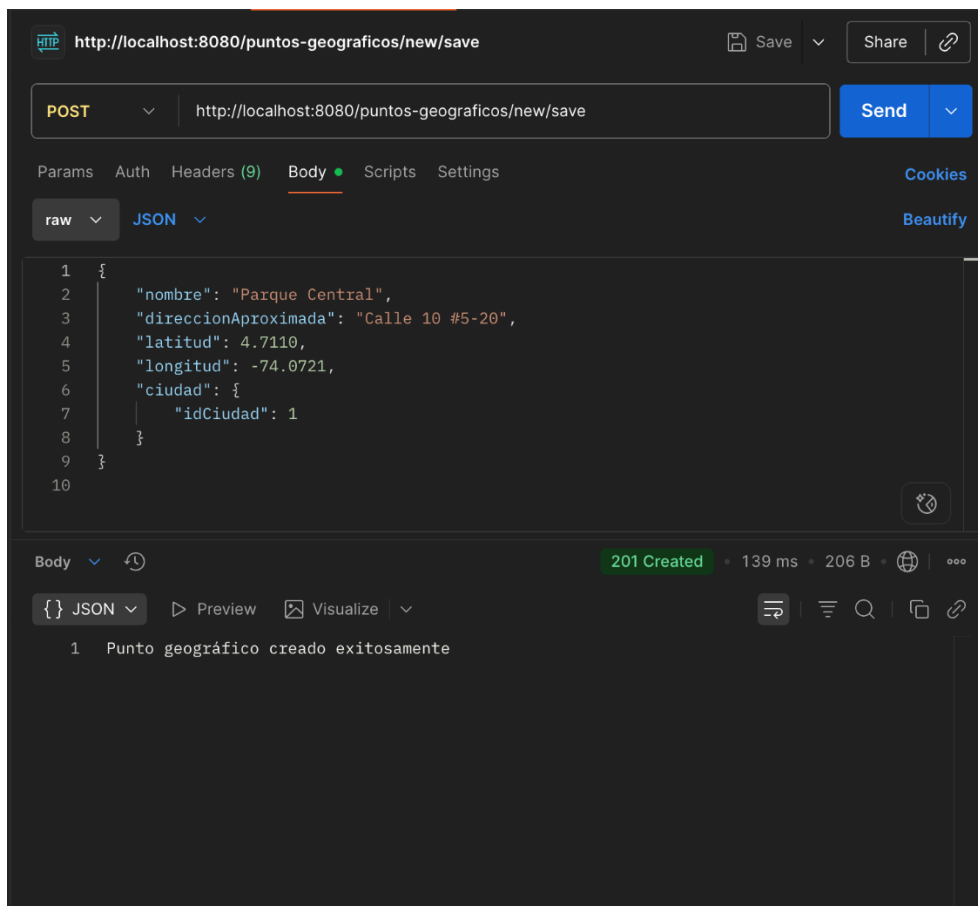 HTTP http://localhost:8080/puntos-geograficos/new/save Save Share
POST http://localhost:8080/puntos-geograficos/new/save Send
Params Auth Headers (9) Body Scripts Settings Cookies
raw JSON Beautify
1 {
2 "nombre": "Parque Central",
3 "direccionAproximada": "Calle 10 #5-20",
4 "latitud": 4.7110,
5 "longitud": -74.0721,
6 "ciudad": {
7 "idCiudad": 1
8 }
9 }
10
Body 201 Created • 139 ms • 206 B
{} JSON Preview Visualize
1 Punto geográfico creado exitosamente